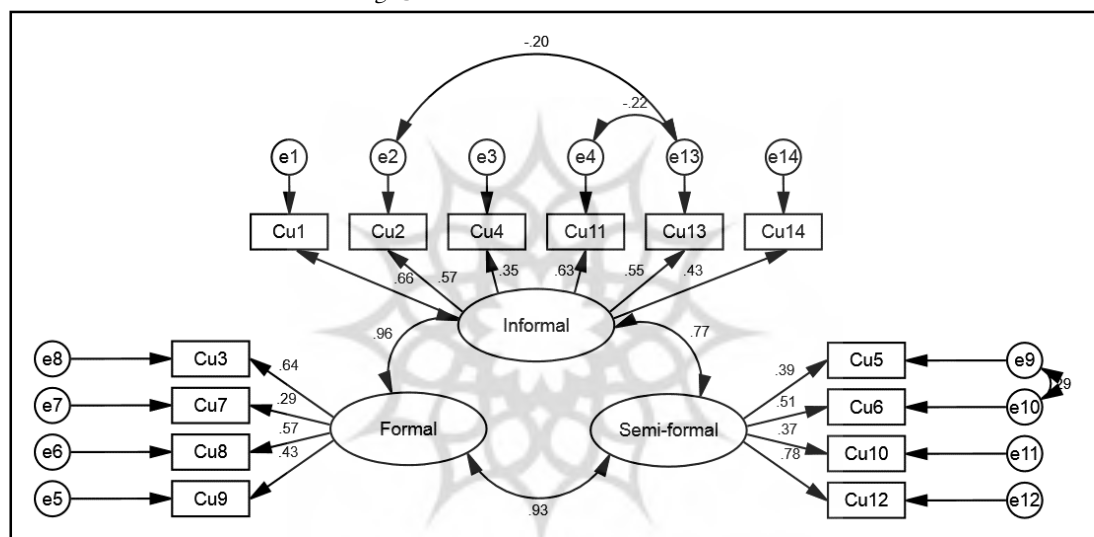 -.20
-.22
e1 e2 e3 e4 e13 e14
Cu1 Cu2 Cu4 Cu11 Cu13 Cu14
.66 .57 .35 .63 .55 .43
Informal
.96 .77
e8 Cu3 .64
e7 Cu7 .29
e6 Cu8 .57
e5 Cu9 .43
Formal
Semi-formal
.39 Cu5 e9
.51 Cu6 e10
.37 Cu10 e11
.78 Cu12 e12
.93